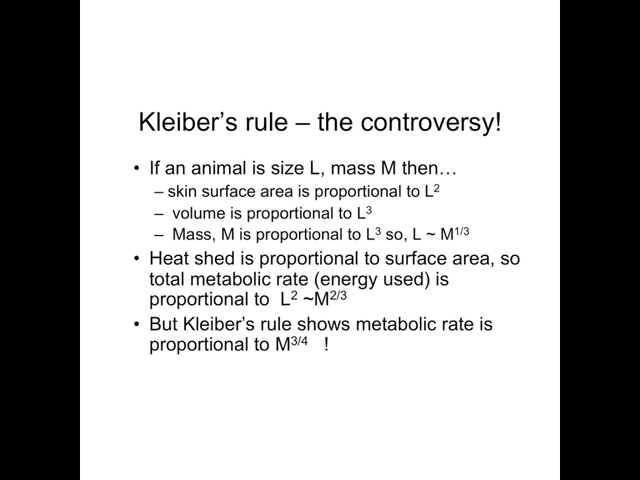 Kleiber's rule – the controversy!
• If an animal is size L, mass M then…
– skin surface area is proportional to L²
– volume is proportional to L³
– Mass, M is proportional to L³ so, L ~ M^1/3
• Heat shed is proportional to surface area, so
total metabolic rate (energy used) is
proportional to L² ~M^2/3
• But Kleiber's rule shows metabolic rate is
proportional to M^3/4 !